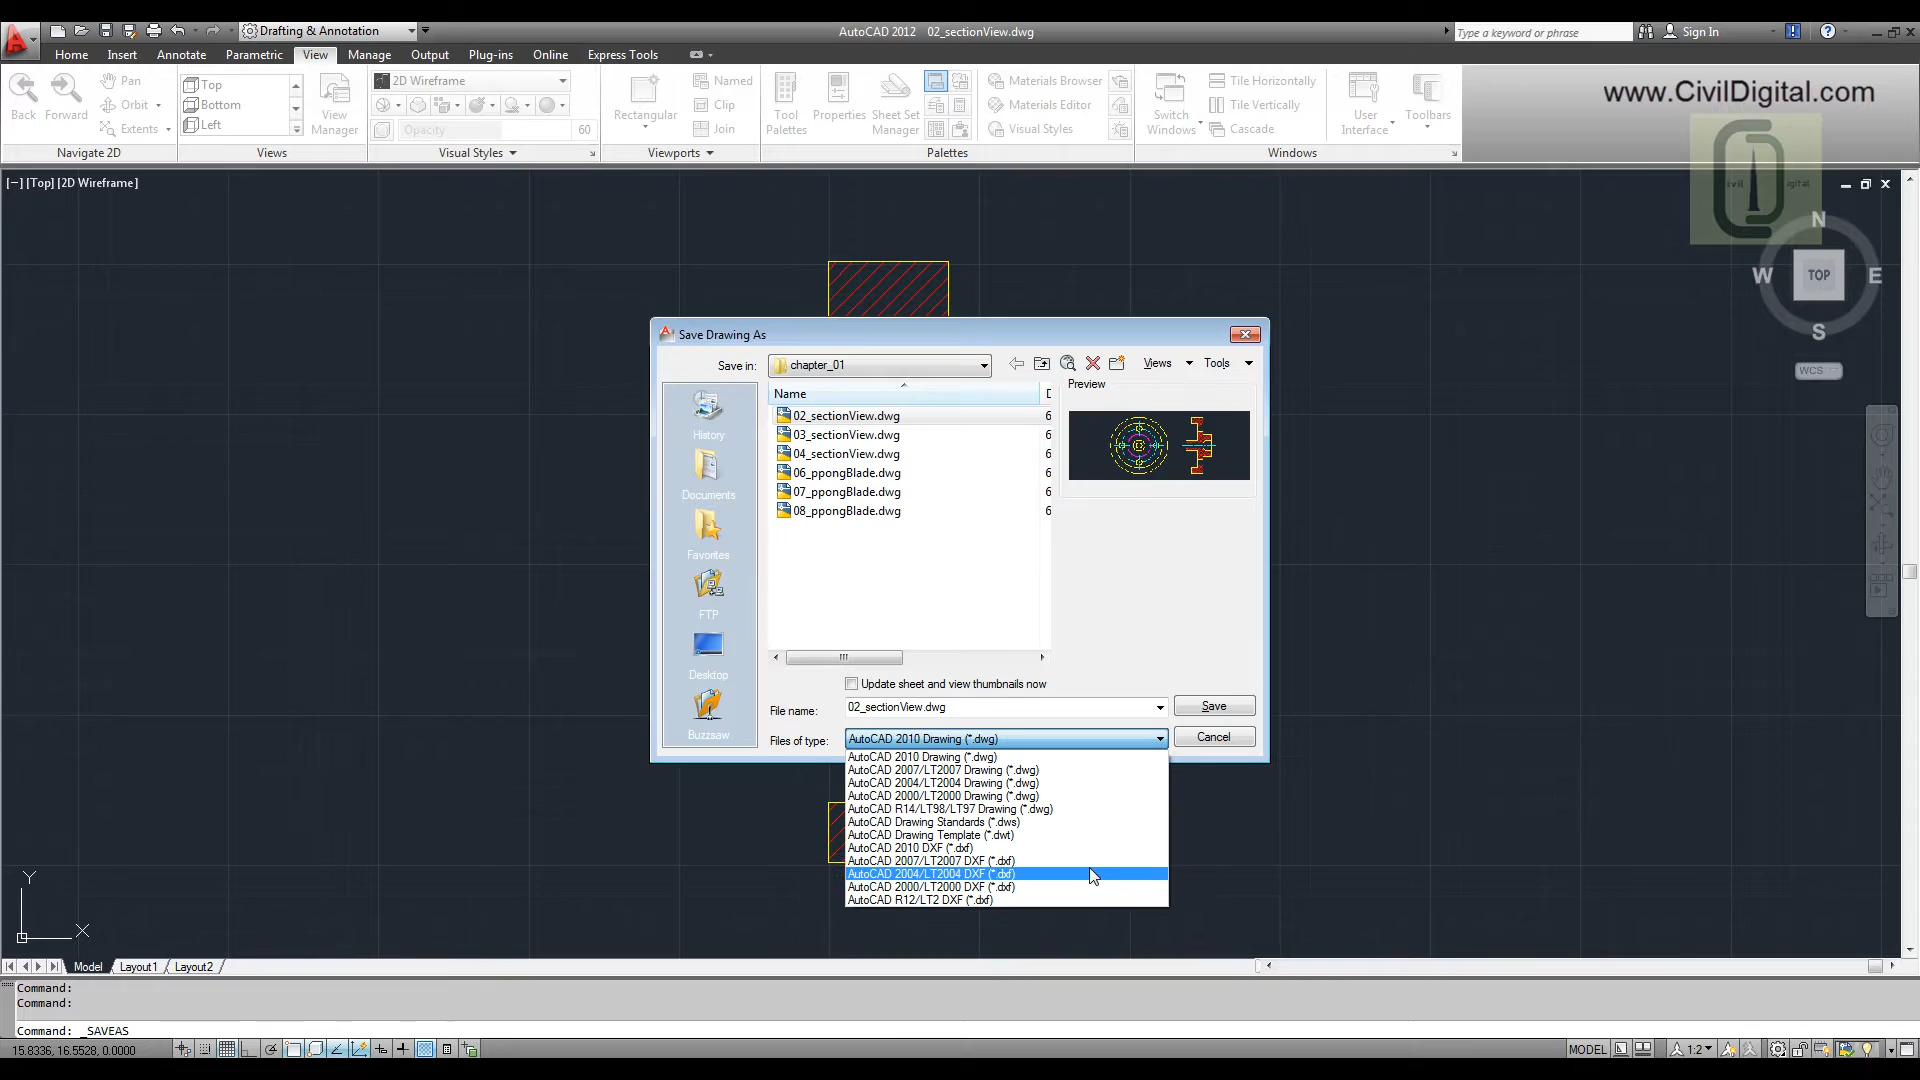 Drafting & Annotation
AutoCAD 2012 02_sectionView.dwg
Type a keyword or phrase
Sign In
Home Insert Annotate Parametric View Manage Output Plug-ins Online Express Tools
Back
Forward
Pan
Orbit
Extents
Navigate 2D
Top
Bottom
Left
View
Manager
Views
2D Wireframe
Opacity 60
Visual Styles
Rectangular
Named
Clip
Join
Viewports
Tool
Palettes
Properties
Sheet Set
Manager
Materials Browser
Materials Editor
Visual Styles
Palettes
Switch
Windows
Tile Horizontally
Tile Vertically
Cascade
User
Interface
Toolbars
Windows
www.CivilDigital.com
[−] [Top] [2D Wireframe]
N
W TOP E
S
WCS
Save Drawing As
Save in: chapter_01
Views
Tools
History
Documents
Favorites
FTP
Desktop
Buzzsaw
Name
02_sectionView.dwg 6
03_sectionView.dwg 6
04_sectionView.dwg 6
06_ppongBlade.dwg 6
07_ppongBlade.dwg 6
08_ppongBlade.dwg 6
Preview
Update sheet and view thumbnails now
File name: 02_sectionView.dwg
Save
Files of type: AutoCAD 2010 Drawing (*.dwg)
Cancel
AutoCAD 2010 Drawing (*.dwg)
AutoCAD 2007/LT2007 Drawing (*.dwg)
AutoCAD 2004/LT2004 Drawing (*.dwg)
AutoCAD 2000/LT2000 Drawing (*.dwg)
AutoCAD R14/LT98/LT97 Drawing (*.dwg)
AutoCAD Drawing Standards (*.dws)
AutoCAD Drawing Template (*.dwt)
AutoCAD 2010 DXF (*.dxf)
AutoCAD 2007/LT2007 DXF (*.dxf)
AutoCAD 2004/LT2004 DXF (*.dxf)
AutoCAD 2000/LT2000 DXF (*.dxf)
AutoCAD R12/LT2 DXF (*.dxf)
Y
X
Model Layout1 Layout2
Command:
Command:
Command: _SAVEAS
15.8336, 16.5528, 0.0000
MODEL
1:2